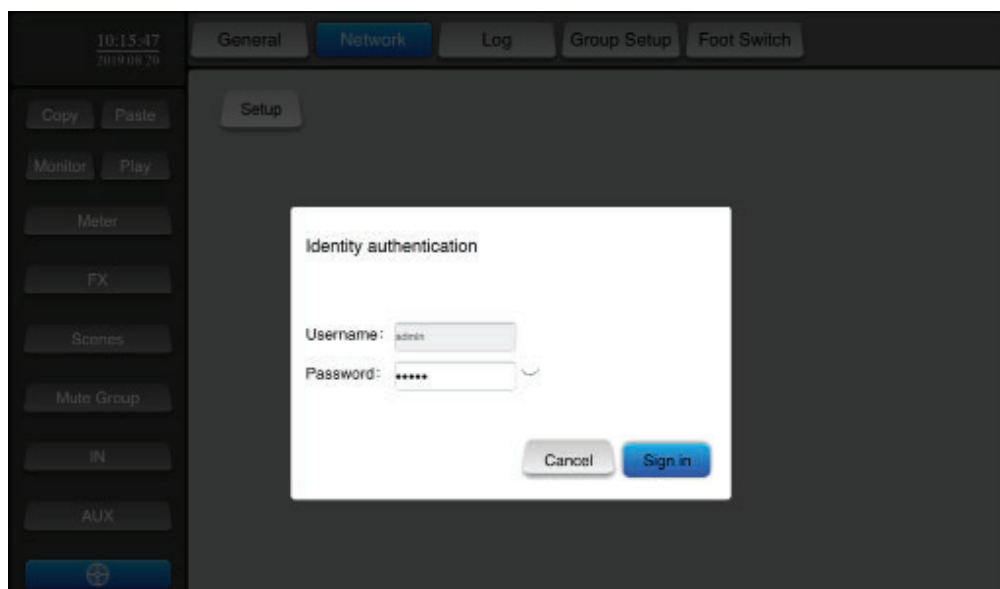 10:15:47
2019 08 20
General Network Log Group Setup Foot Switch
Copy Paste
Setup
Monitor Play
Meter
FX
Scenes
Mute Group
IN
AUX
Identity authentication
Username: admin
Password: •••••
Cancel Sign in